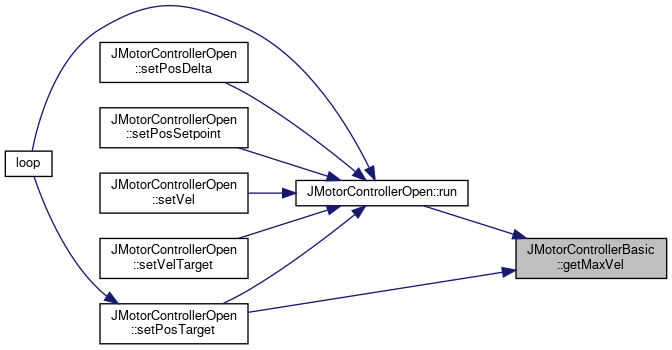 JMotorControllerOpen
::setPosDelta
JMotorControllerOpen
::setPosSetpoint
loop
JMotorControllerOpen
::setVel
JMotorControllerOpen::run
JMotorControllerOpen
::setVelTarget
JMotorControllerBasic
::getMaxVel
JMotorControllerOpen
::setPosTarget